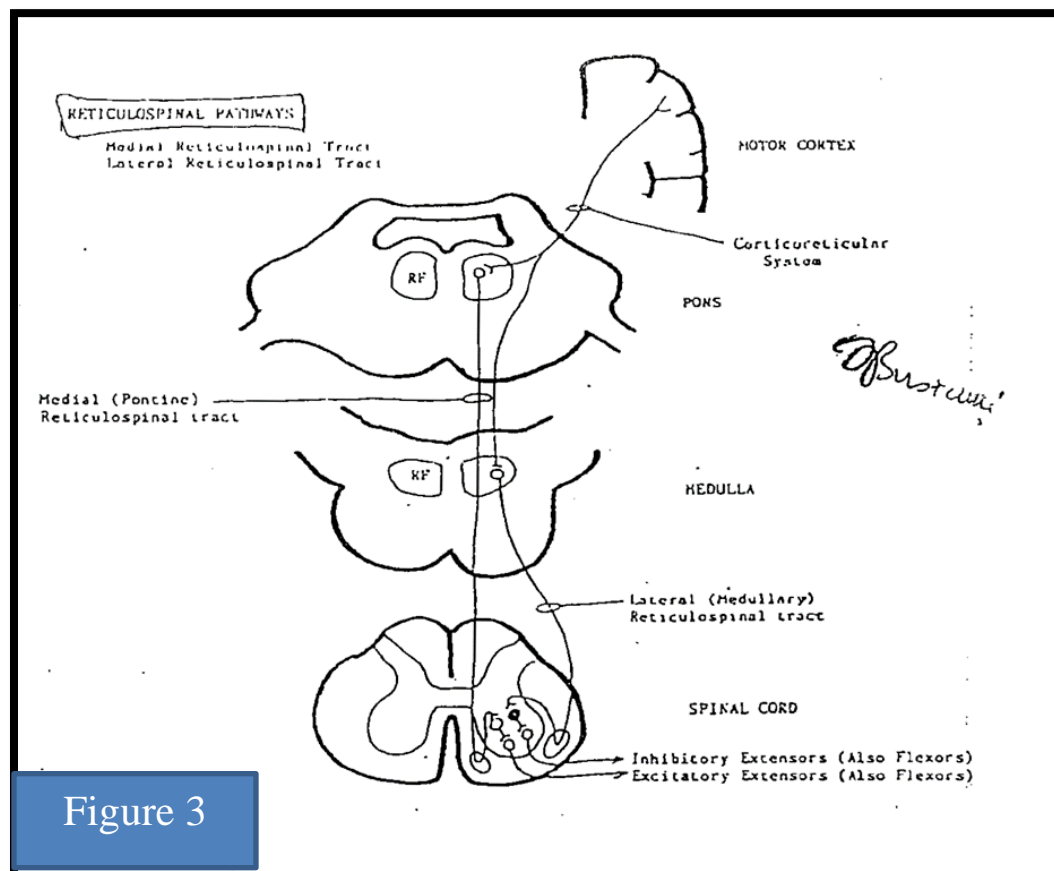 RETICULOSPINAL PATHWAYS
Medial Reticulospinal Tract
Lateral Reticulospinal Tract
MOTOR CORTEX
Corticoreticular
System
RF
PONS
Medial (Pontine)
Reticulospinal tract
RF
MEDULLA
Lateral (Medullary)
Reticulospinal tract
SPINAL CORD
Inhibitory Extensors (Also Flexors)
Excitatory Extensors (Also Flexors)
Figure 3